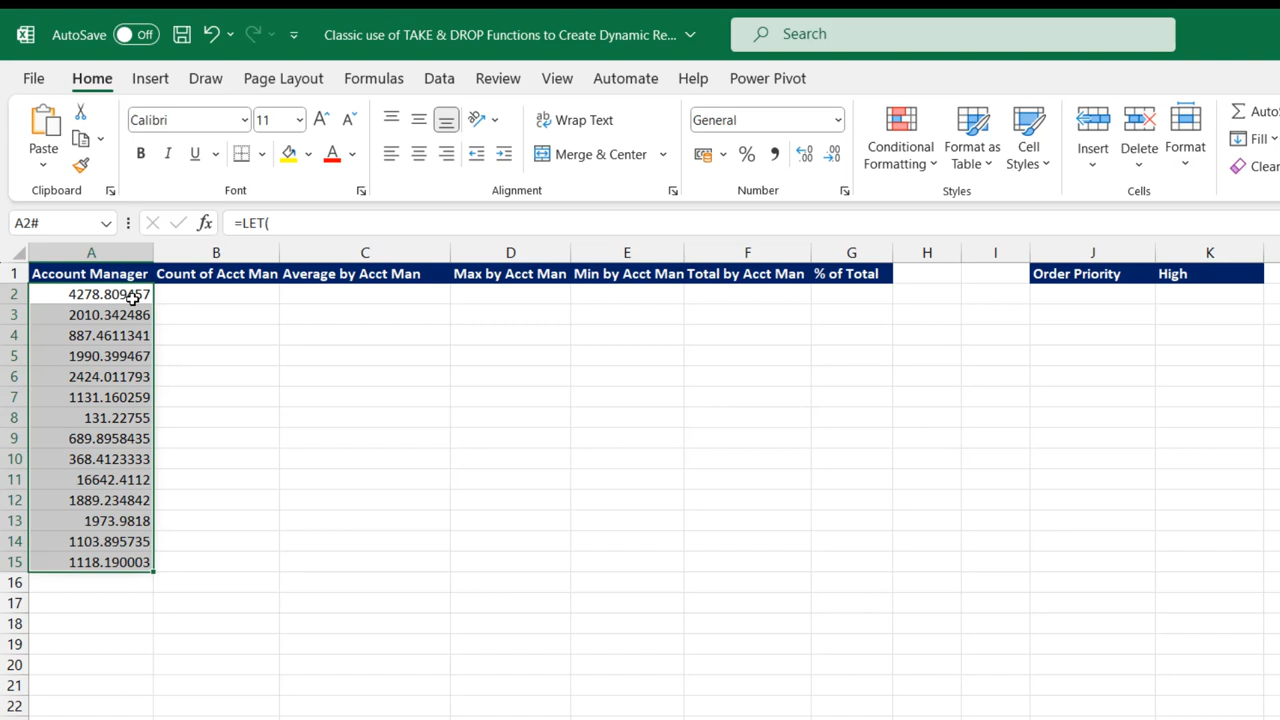 AutoSave Off Classic use of TAKE & DROP Functions to Create Dynamic Re... Search
File Home Insert Draw Page Layout Formulas Data Review View Automate Help Power Pivot
Calibri 11 Wrap Text General
Paste Conditional Formatting Format as Table Cell Styles Insert Delete Format
B I U Merge & Center Fill
Clear
Clipboard Font Alignment Number Styles Cells
A2# fx =LET(
A B C D E F G H I J K
1 Account Manager Count of Acct Man Average by Acct Man Max by Acct Man Min by Acct Man Total by Acct Man % of Total Order Priority High
2
3 2010.342486
4 887.4611341
5 1990.399467
6 2424.011793
7 1131.160259
8 131.22755
9 689.8958435
10 368.4123333
11 16642.4112
12 1889.234842
13 1973.9818
14 1103.895735
15 1118.190003
16
17
18
19
20
21
22